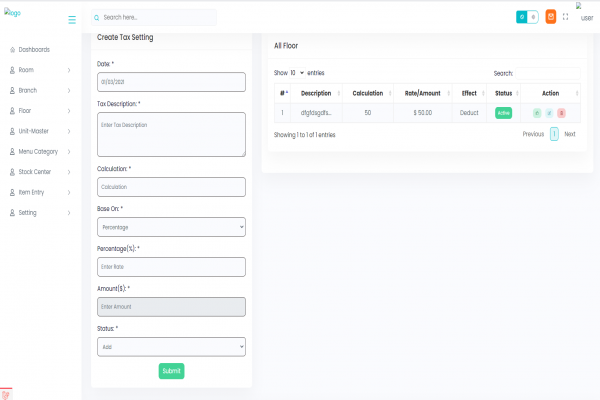 logo
Search here...
user
Dashboards
Room
Branch
Floor
Unit-Master
Menu Category
Stock Center
Item Entry
Setting
Create Tax Setting
Date: *
01/03/2021
Tax Description: *
Enter Tax Description
Calculation: *
Calculation
Base On: *
Percentage
Percentage(%): *
Enter Rate
Amount($): *
Enter Amount
Status: *
Add
Submit
All Floor
Show 10 entries
Search:
# Description Calculation Rate/Amount Effect Status Action
1 dfgfdsgdfs... 50 $ 50.00 Deduct Active
Showing 1 to 1 of 1 entries
Previous 1 Next